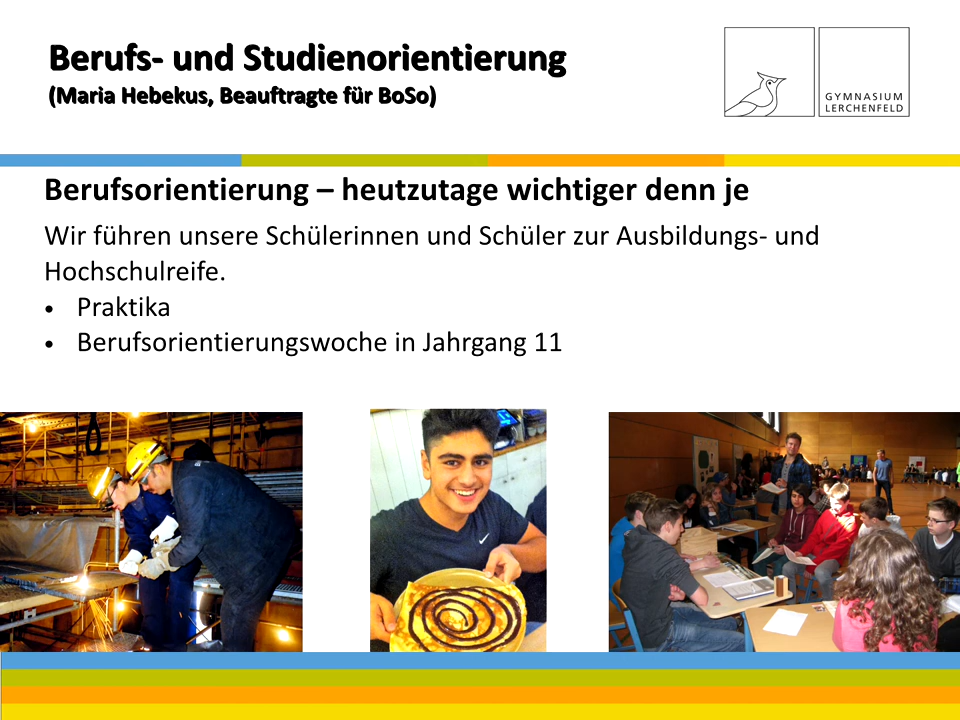 Berufs- und Studienorientierung
(Maria Hebekus, Beauftragte für BoSo)
GYMNASIUM
LERCHENFELD
Berufsorientierung – heutzutage wichtiger denn je
Wir führen unsere Schülerinnen und Schüler zur Ausbildungs- und
Hochschulreife.
• Praktika
• Berufsorientierungswoche in Jahrgang 11